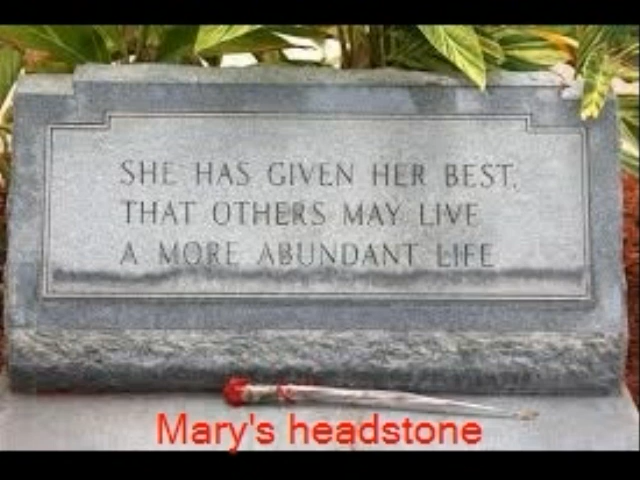 SHE HAS GIVEN HER BEST,
THAT OTHERS MAY LIVE
A MORE ABUNDANT LIFE
Mary's headstone